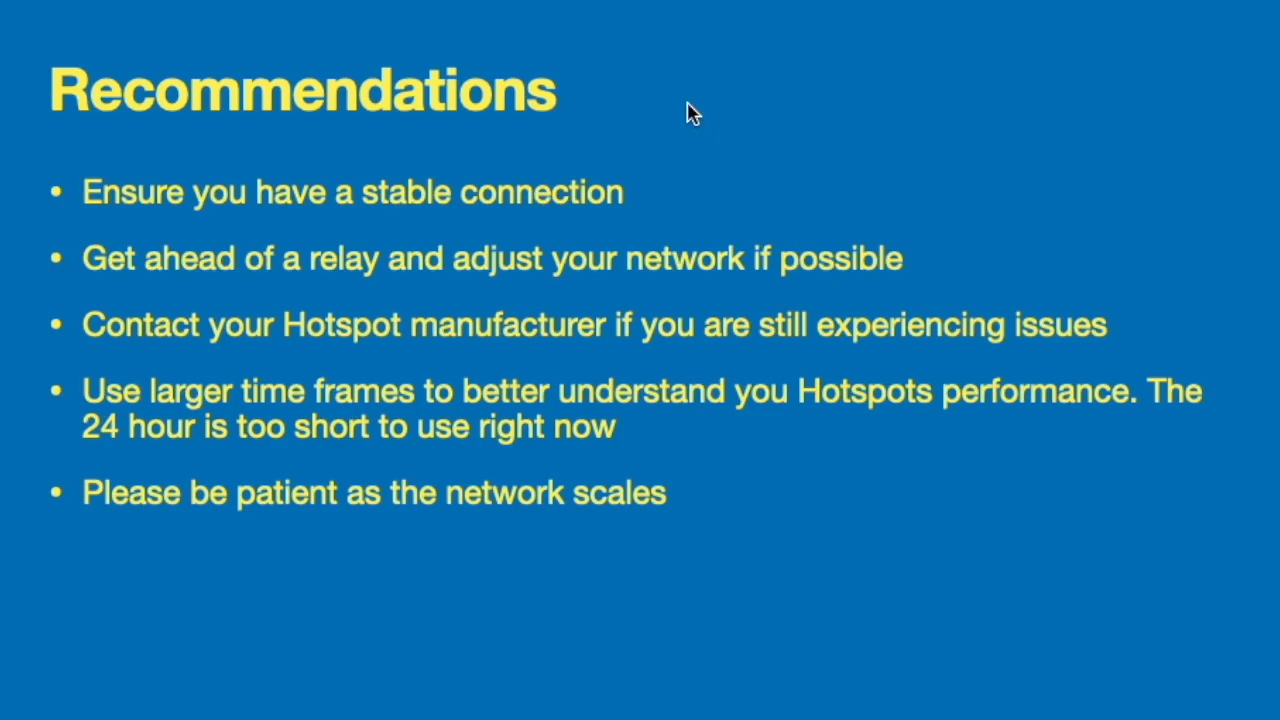 Recommendations
• Ensure you have a stable connection
• Get ahead of a relay and adjust your network if possible
• Contact your Hotspot manufacturer if you are still experiencing issues
• Use larger time frames to better understand you Hotspots performance. The
24 hour is too short to use right now
• Please be patient as the network scales